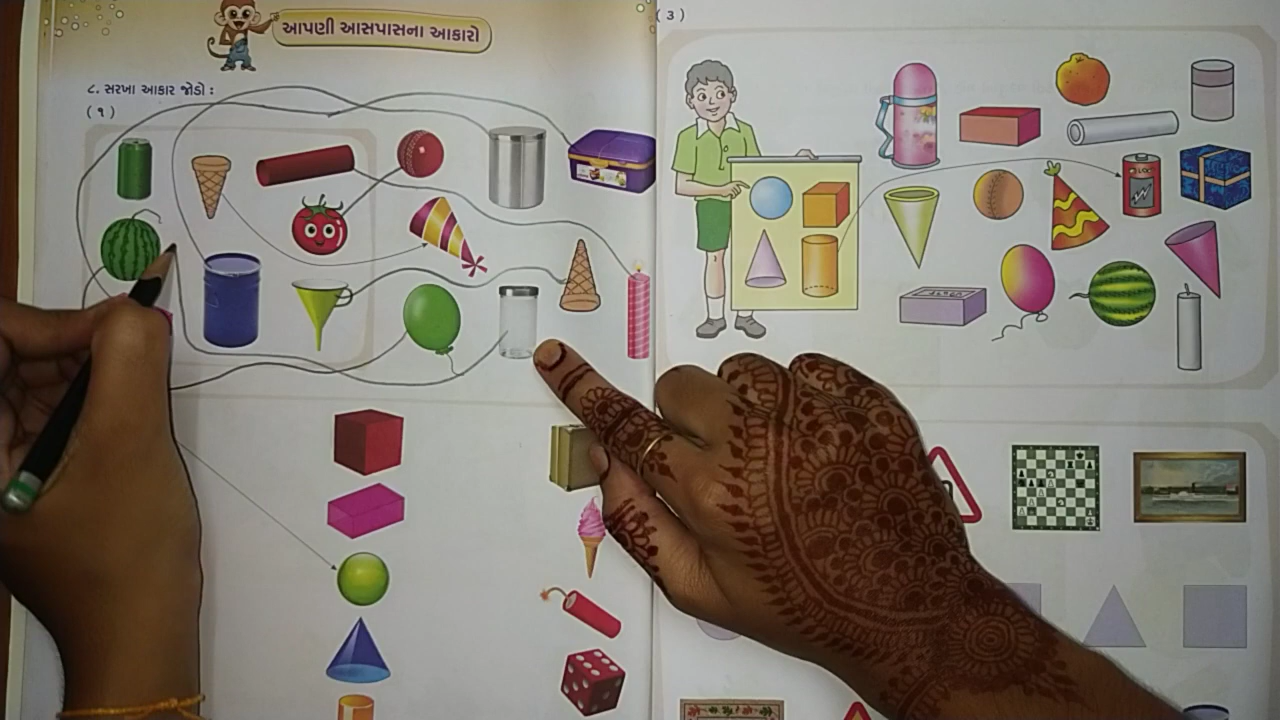 આપણી આસપાસના આકારો
૮. સરખા આકાર જોડો :
( ૧ )
( ૩ )